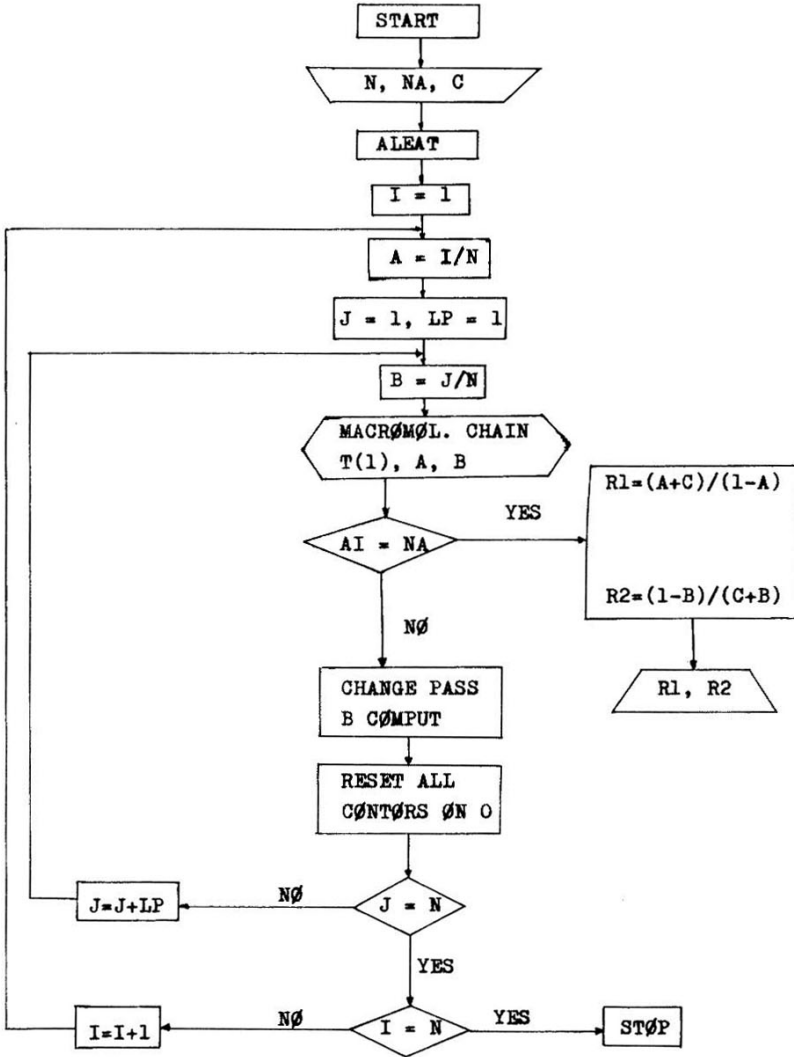 START
N, NA, C
ALEAT
I = 1
A = I/N
J = 1, LP = 1
B = J/N
MACRØMØL. CHAIN
T(1), A, B
AI = NA
YES
R1=(A+C)/(1-A)
R2=(1-B)/(C+B)
R1, R2
NØ
CHANGE PASS
B CØMPUT
RESET ALL
CØNTØRS ØN O
J = N
NØ
J=J+LP
YES
I = N
NØ
I=I+1
YES
STØP